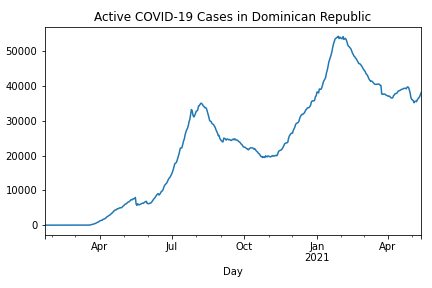 Active COVID-19 Cases in Dominican Republic
50000
40000
30000
20000
10000
0
Apr Jul Oct Jan Apr
2021
Day